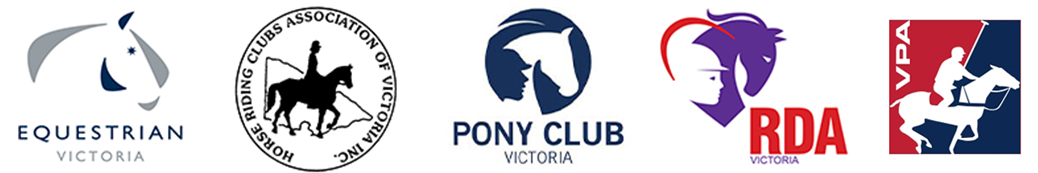 EQUESTRIAN
VICTORIA
HORSE RIDING CLUBS ASSOCIATION OF VICTORIA INC.
PONY CLUB
VICTORIA
RDA
VICTORIA
VPA